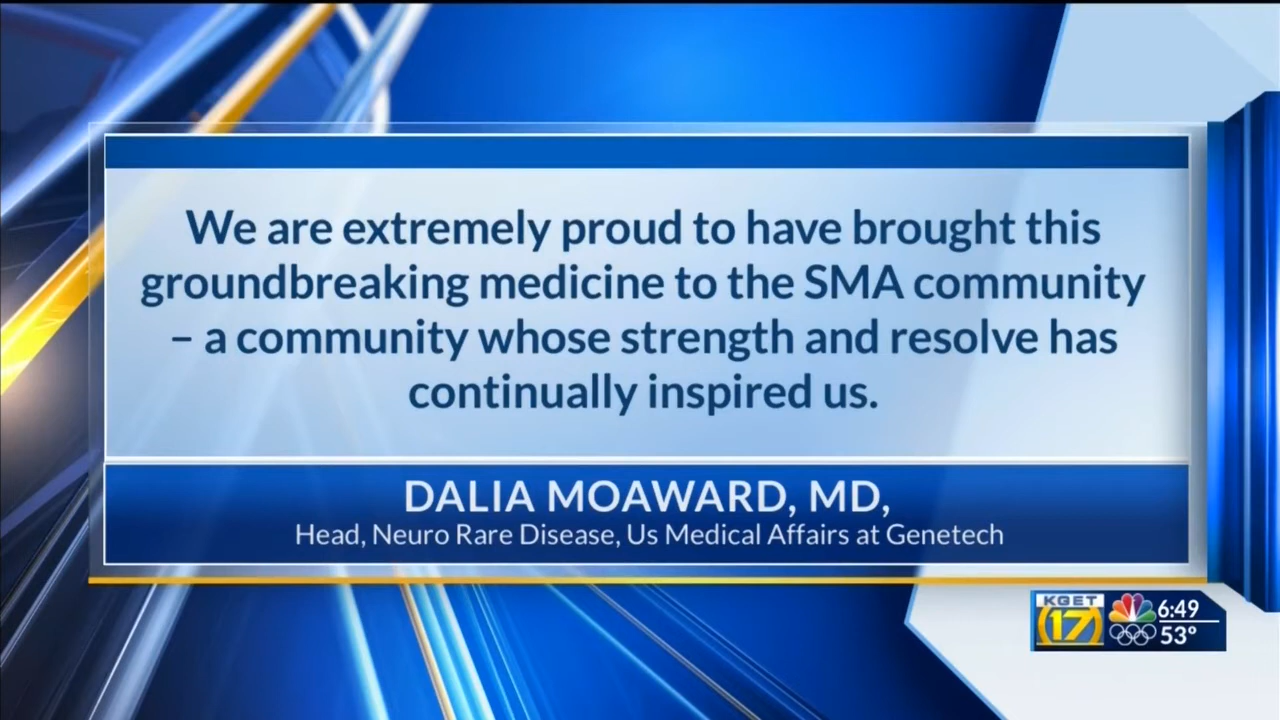 We are extremely proud to have brought this
groundbreaking medicine to the SMA community
– a community whose strength and resolve has
continually inspired us.
DALIA MOAWARD, MD,
Head, Neuro Rare Disease, Us Medical Affairs at Genetech
KGET
17
6:49
53°